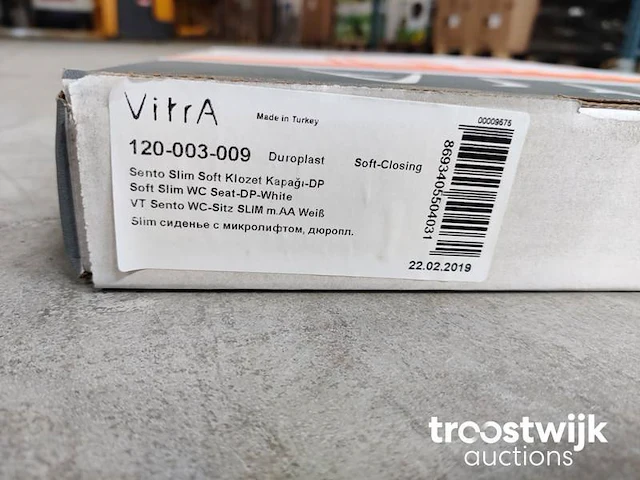 VitrA
Made in Turkey
00009675
120-003-009 Duroplast Soft-Closing
Sento Slim Soft Klozet Kapağı-DP
Soft Slim WC Seat-DP-White
VT Sento WC-Sitz SLIM m.AA Weiß
Slim сиденье с микролифтом, дюропл.
8693405504031
22.02.2019
troostwijk
auctions